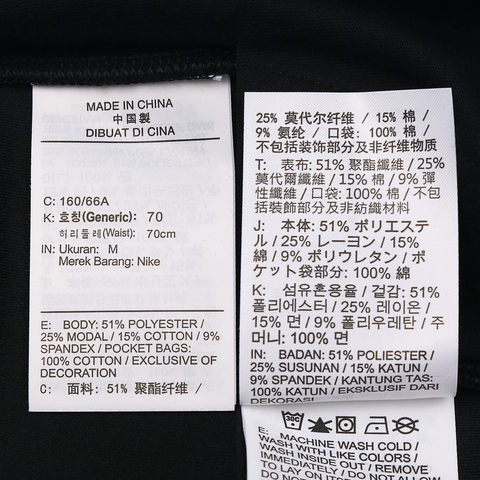 MADE IN CHINA
中国製
DIBUAT DI CINA
C: 160/66A
K: 호칭(Generic): 70
허리둘레(Waist): 70cm
IN: Ukuran: M
Merek Barang: Nike
E: BODY: 51% POLYESTER /
25% MODAL / 15% COTTON / 9%
SPANDEX / POCKET BAGS:
100% COTTON / EXCLUSIVE OF
DECORATION
C: 面料: 51% 聚酯纤维 /
25% 莫代尔纤维 / 15% 棉 /
9% 氨纶 / 口袋: 100% 棉 /
不包括装饰部分及非纤维物质
T: 表布: 51% 聚酯纖維 / 25%
莫代爾纖維 / 15% 棉 / 9% 彈
性纖維 / 口袋: 100% 棉 / 不包
括裝飾部分及非紡織材料
J: 本体: 51% ポリエステ
ル / 25% レーヨン / 15%
綿 / 9% ポリウレタン / ポ
ケット袋部分: 100% 綿
K: 섬유혼용율 / 겉감: 51%
폴리에스터 / 25% 레이온 /
15% 면 / 9% 폴리우레탄 / 주
머니: 100% 면
IN: BADAN: 51% POLIESTER
/ 25% SUSUNAN / 15% KATUN /
9% SPANDEK / KANTUNG TAS:
100% KATUN / EKSKLUSIF DARI
DEKORASI
30C
E: MACHINE WASH COLD /
WASH WITH LIKE COLORS /
WASH INSIDE OUT / REMOVE
IMMEDIATELY / DO NOT
TO LAY ON ITSELF